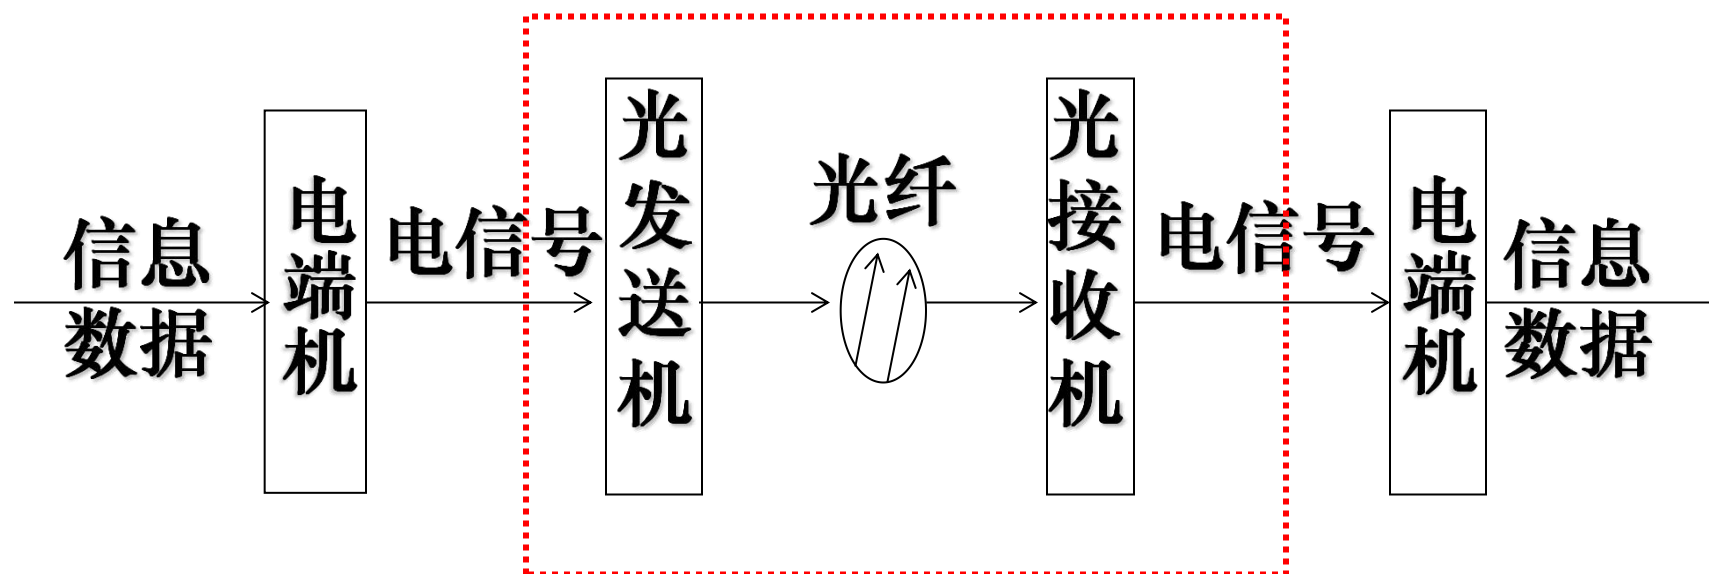 信息
数据
电端机
电信号
光发送机
光纤
光接收机
电信号
电端机
信息
数据